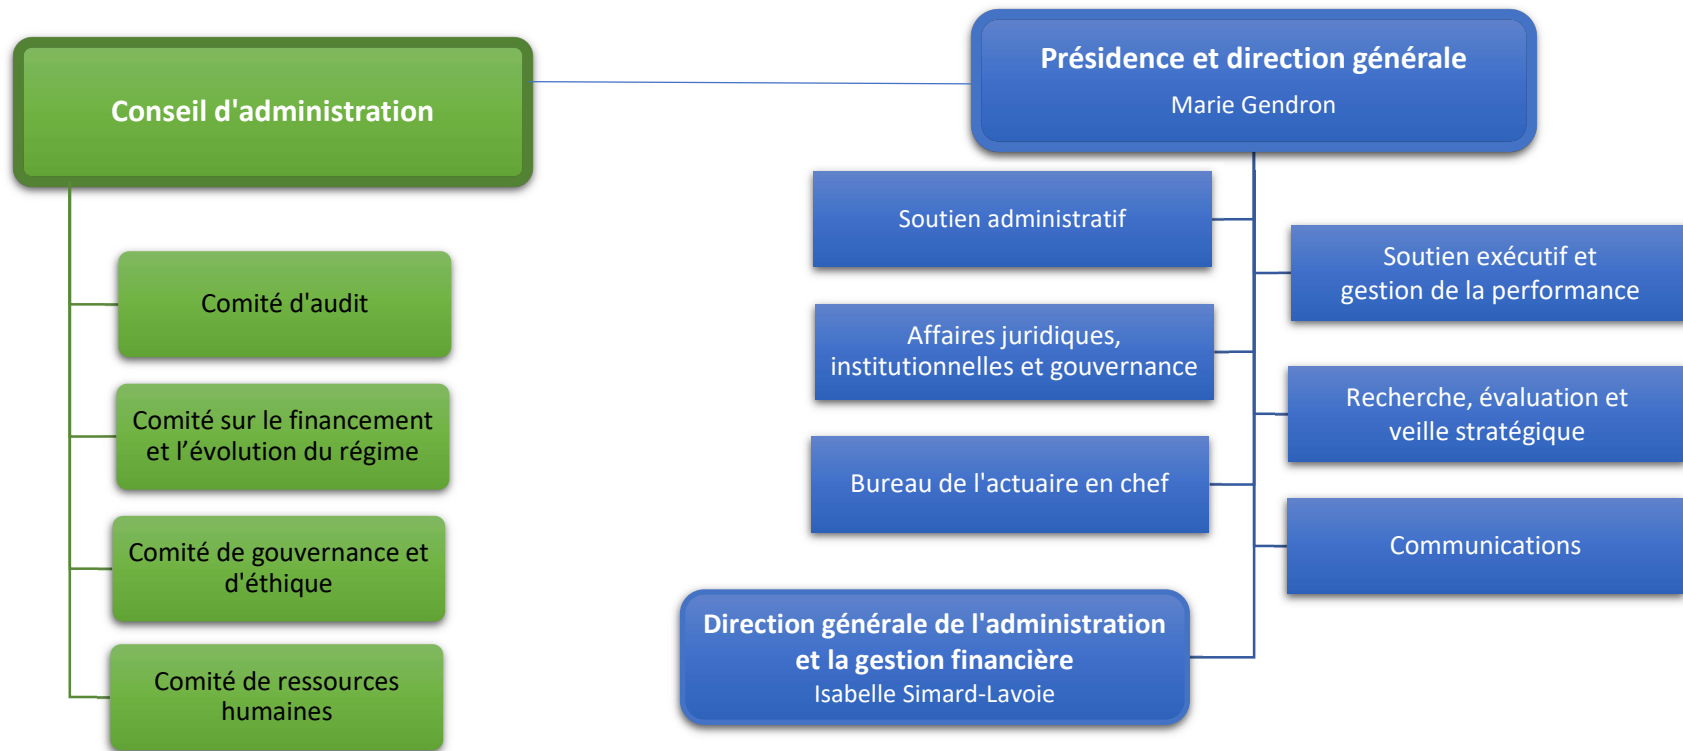 Conseil d'administration
Comité d'audit
Comité sur le financement
et l’évolution du régime
Comité de gouvernance et
d'éthique
Comité de ressources
humaines
Présidence et direction générale
Marie Gendron
Soutien administratif
Soutien exécutif et
gestion de la performance
Affaires juridiques,
institutionnelles et gouvernance
Recherche, évaluation et
veille stratégique
Bureau de l'actuaire en chef
Communications
Direction générale de l'administration
et la gestion financière
Isabelle Simard-Lavoie